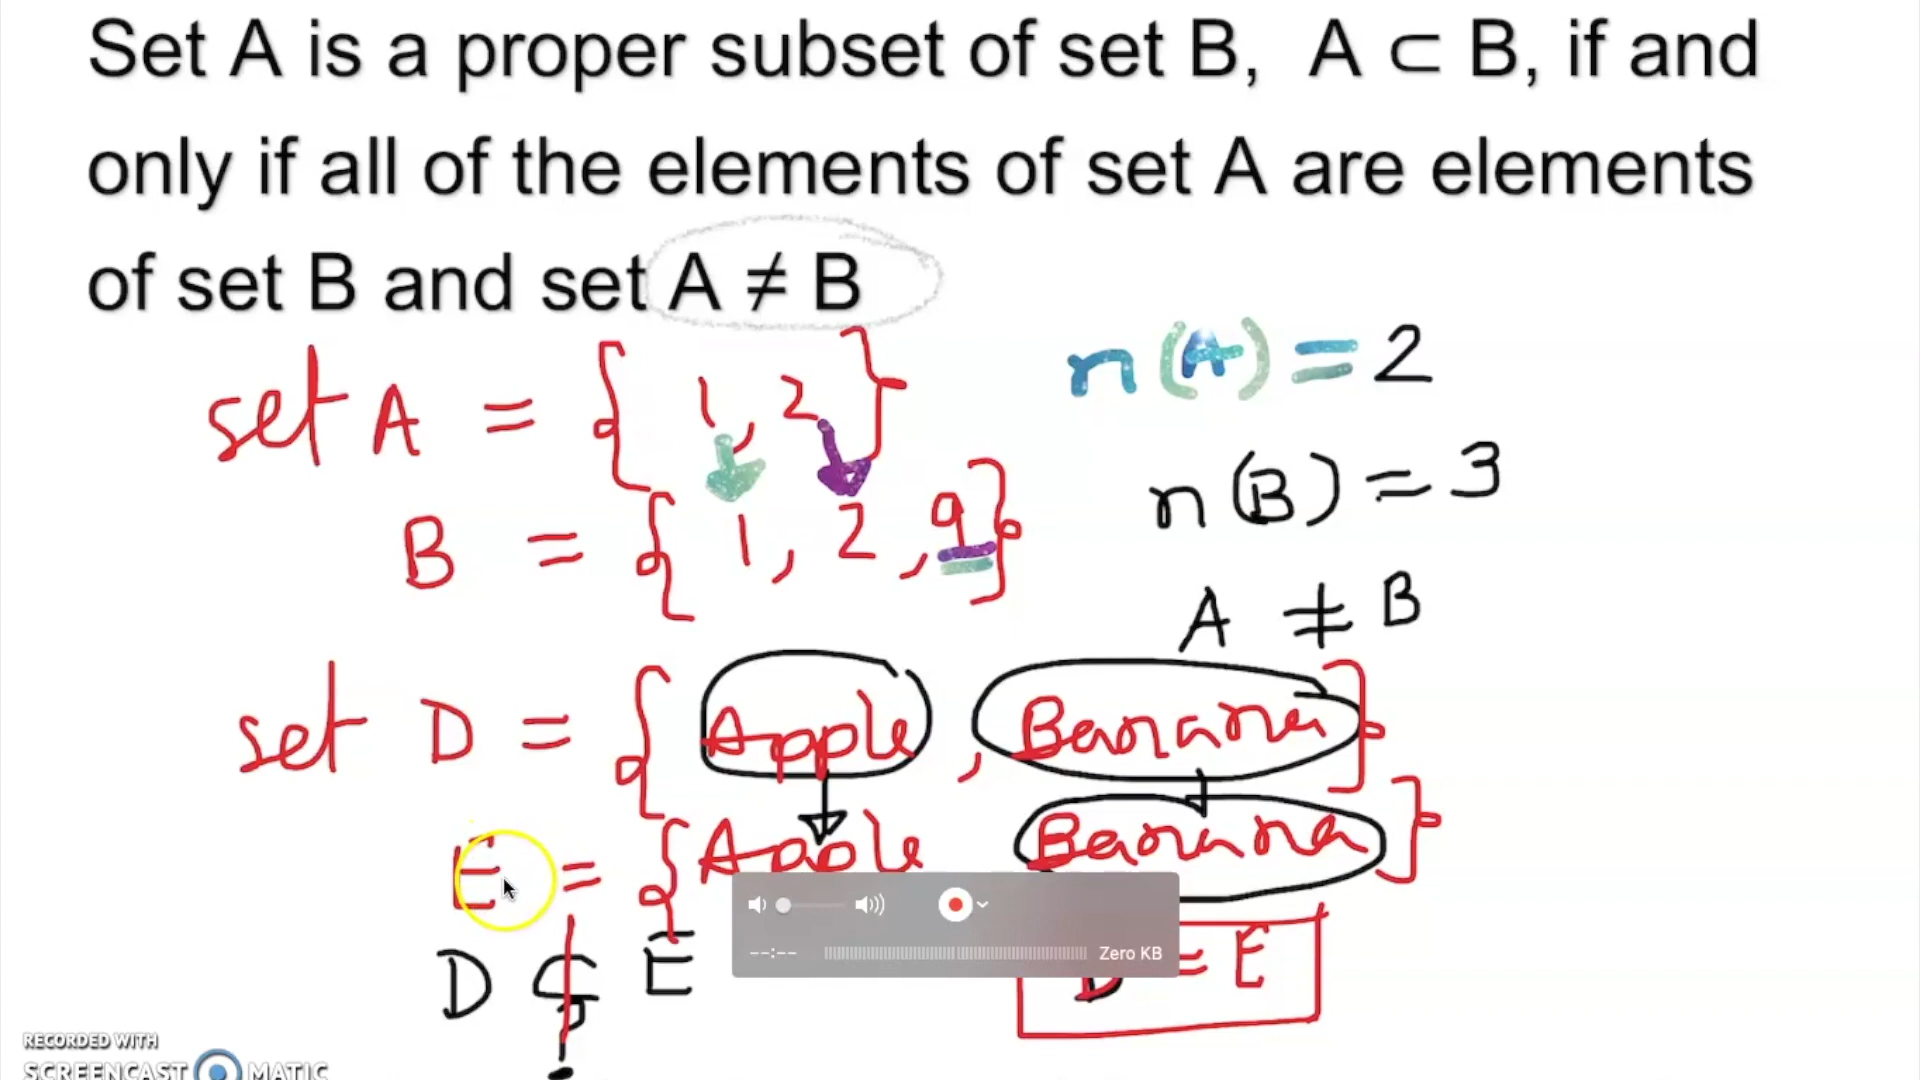 Set A is a proper subset of set B, A ⊂ B, if and
only if all of the elements of set A are elements
of set B and set A ≠ B
set A = { 1, 2 }
n(A) = 2
B = { 1, 2, 9 }
n(B) = 3
A ≠ B
set D = { Apple, Banana }
E = { Apple Banana }
D ⊄ E
D = E
Zero KB
--:--
RECORDED WITH
SCREENCAST MATIC